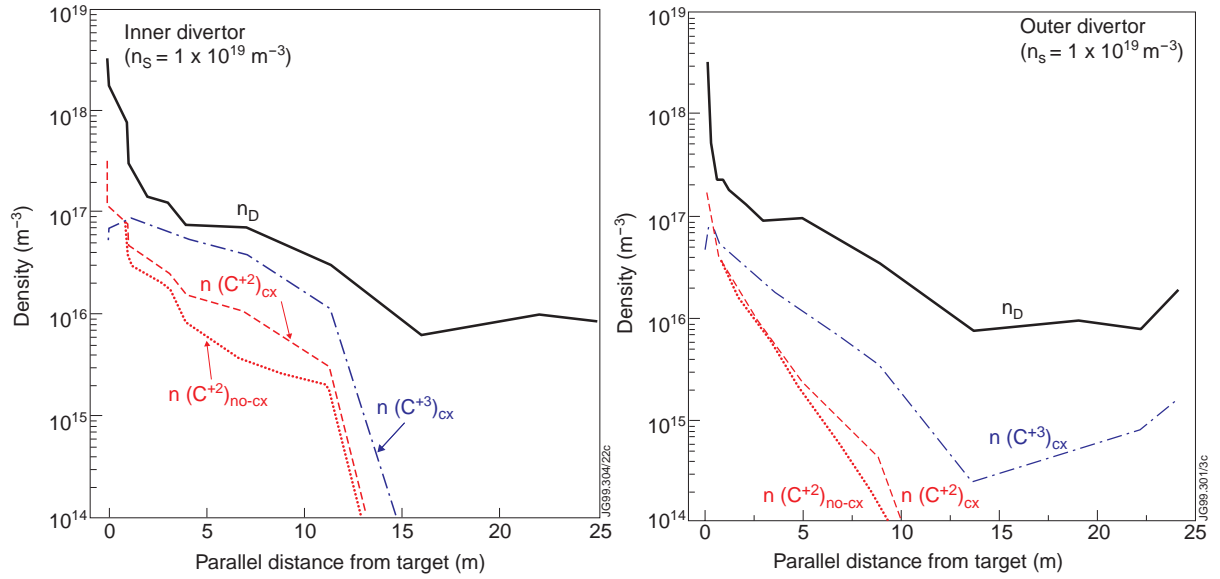 Inner divertor
(nS = 1 x 10^19 m^−3)
10^19
10^18
10^17
10^16
10^15
10^14
Density (m^−3)
nD
n (C^+2)cx
n (C^+2)no-cx
n (C^+3)cx
0 5 10 15 20 25
Parallel distance from target (m)
JG99.304/22c
Outer divertor
(ns = 1 x 10^19 m^−3)
10^19
10^18
10^17
10^16
10^15
10^14
Density (m^−3)
nD
n (C^+3)cx
n (C^+2)no-cx
n (C^+2)cx
0 5 10 15 20 25
Parallel distance from target (m)
JG99.301/3c